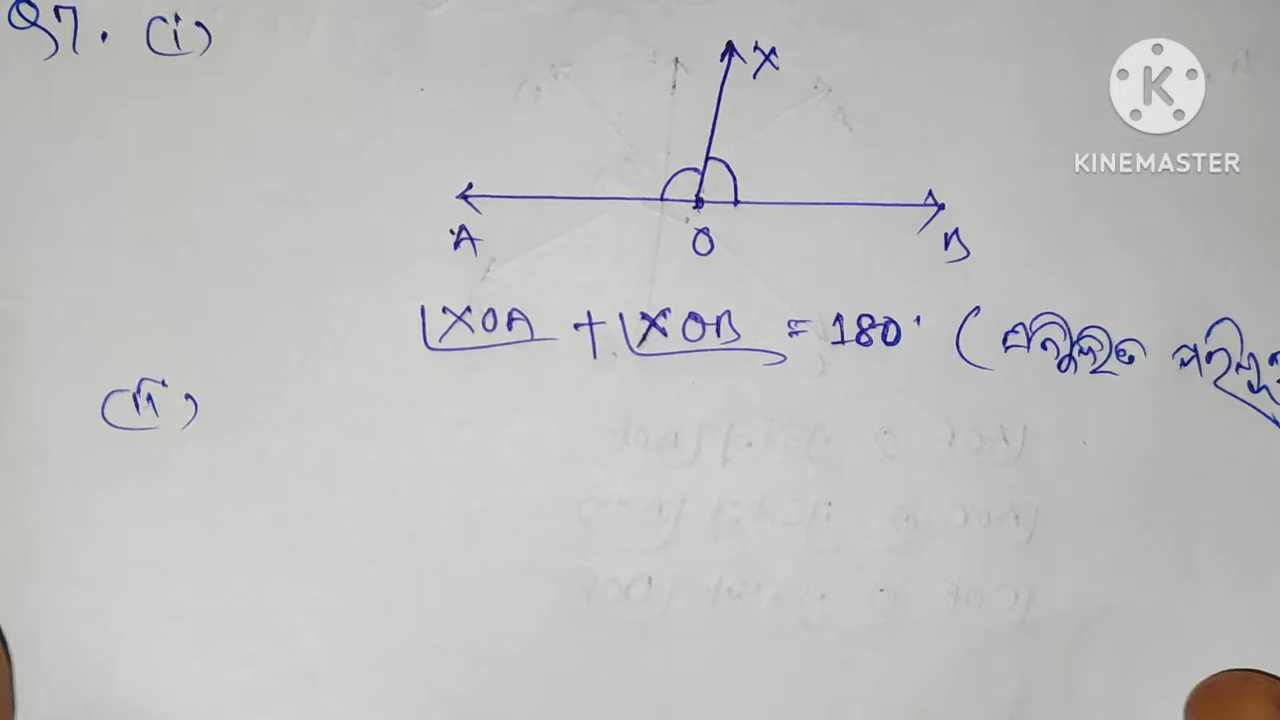 Q7. (i)
X
KINEMASTER
A O B
∠XOA + ∠XOB = 180° (
(ii)